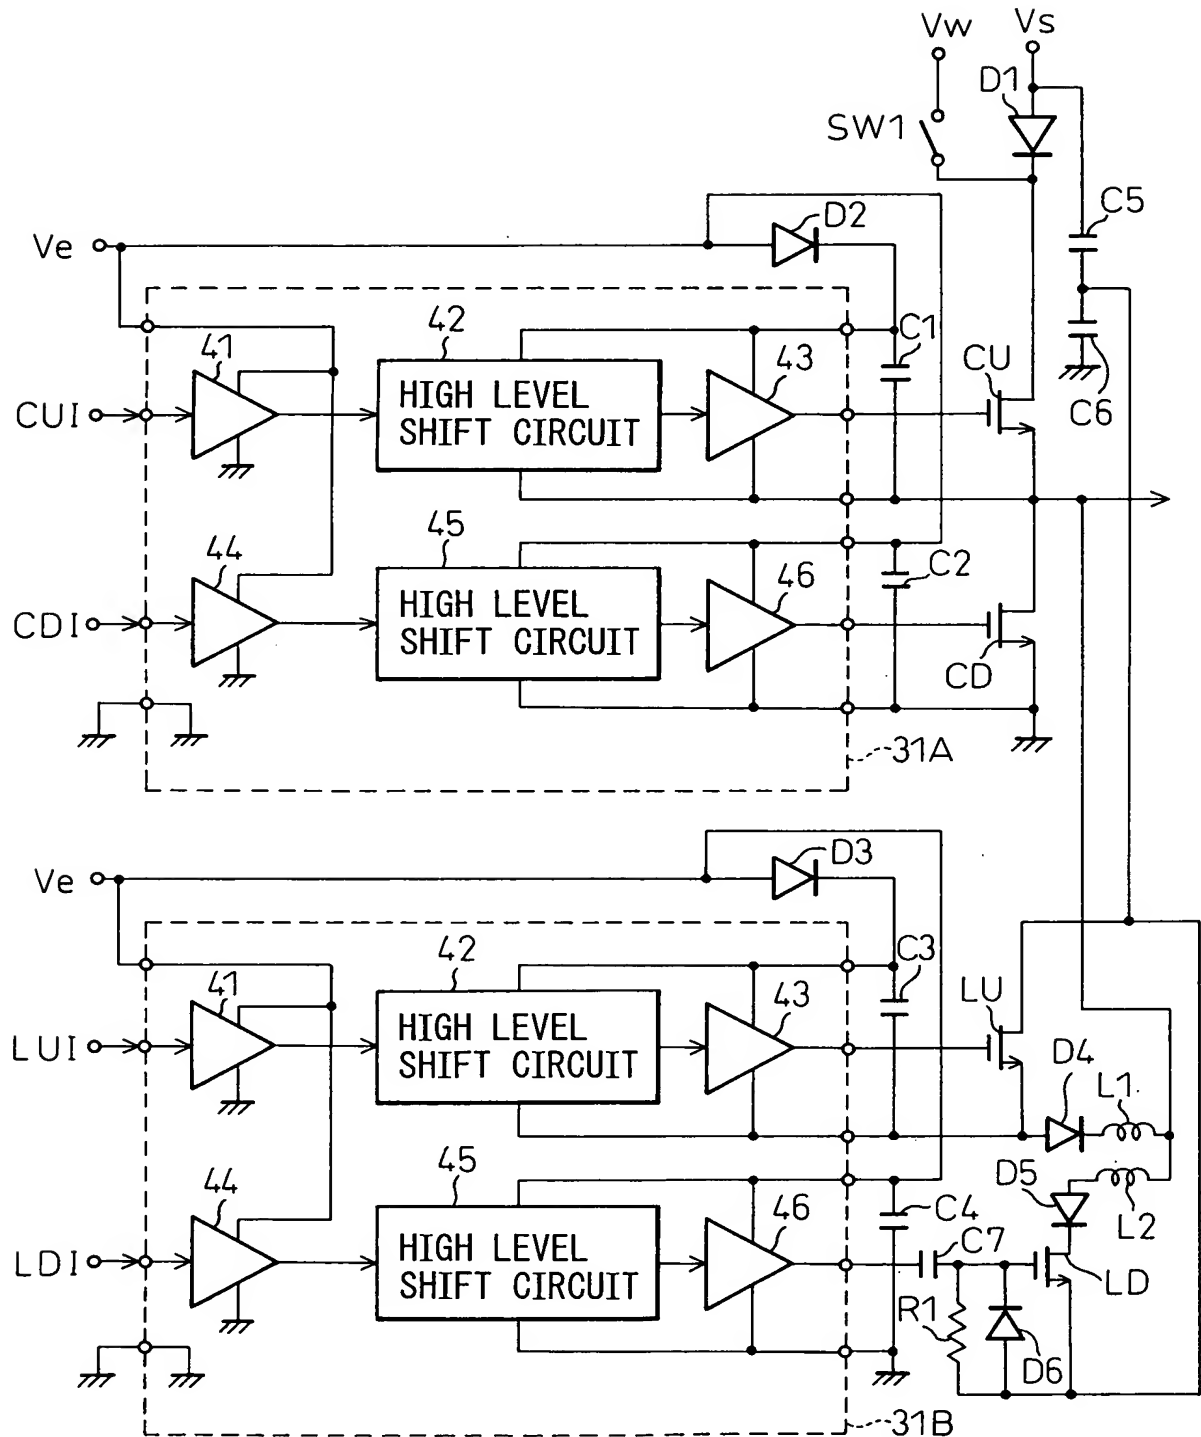 Vw
Vs
D1
SW1
C5
D2
Ve
42
C1
41
43
CU
C6
CUI
HIGH LEVEL
SHIFT CIRCUIT
45
44
46
C2
CDI
HIGH LEVEL
SHIFT CIRCUIT
CD
31A
D3
Ve
42
C3
41
43
LU
LUI
HIGH LEVEL
SHIFT CIRCUIT
D4
L1
45
44
46
D5
C4
L2
C7
LDI
HIGH LEVEL
SHIFT CIRCUIT
LD
R1
D6
31B